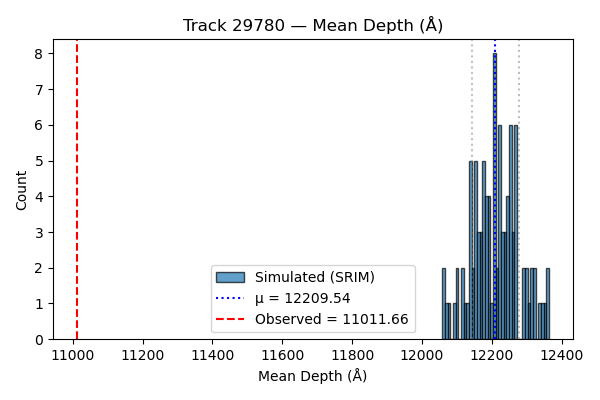 Track 29780 — Mean Depth (Å)
8
7
6
5
4
3
2
1
0
Count
Simulated (SRIM)
μ = 12209.54
Observed = 11011.66
11000 11200 11400 11600 11800 12000 12200 12400
Mean Depth (Å)